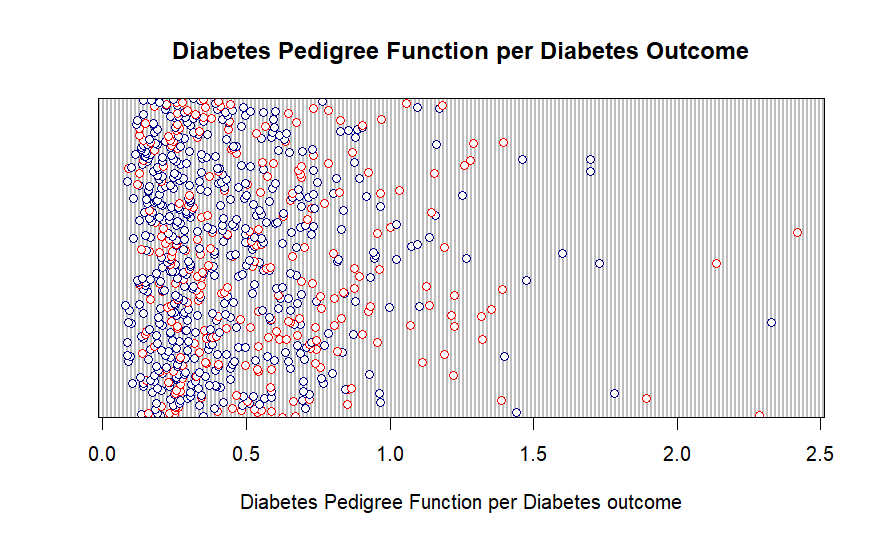 Diabetes Pedigree Function per Diabetes Outcome
0.0 0.5 1.0 1.5 2.0 2.5
Diabetes Pedigree Function per Diabetes outcome